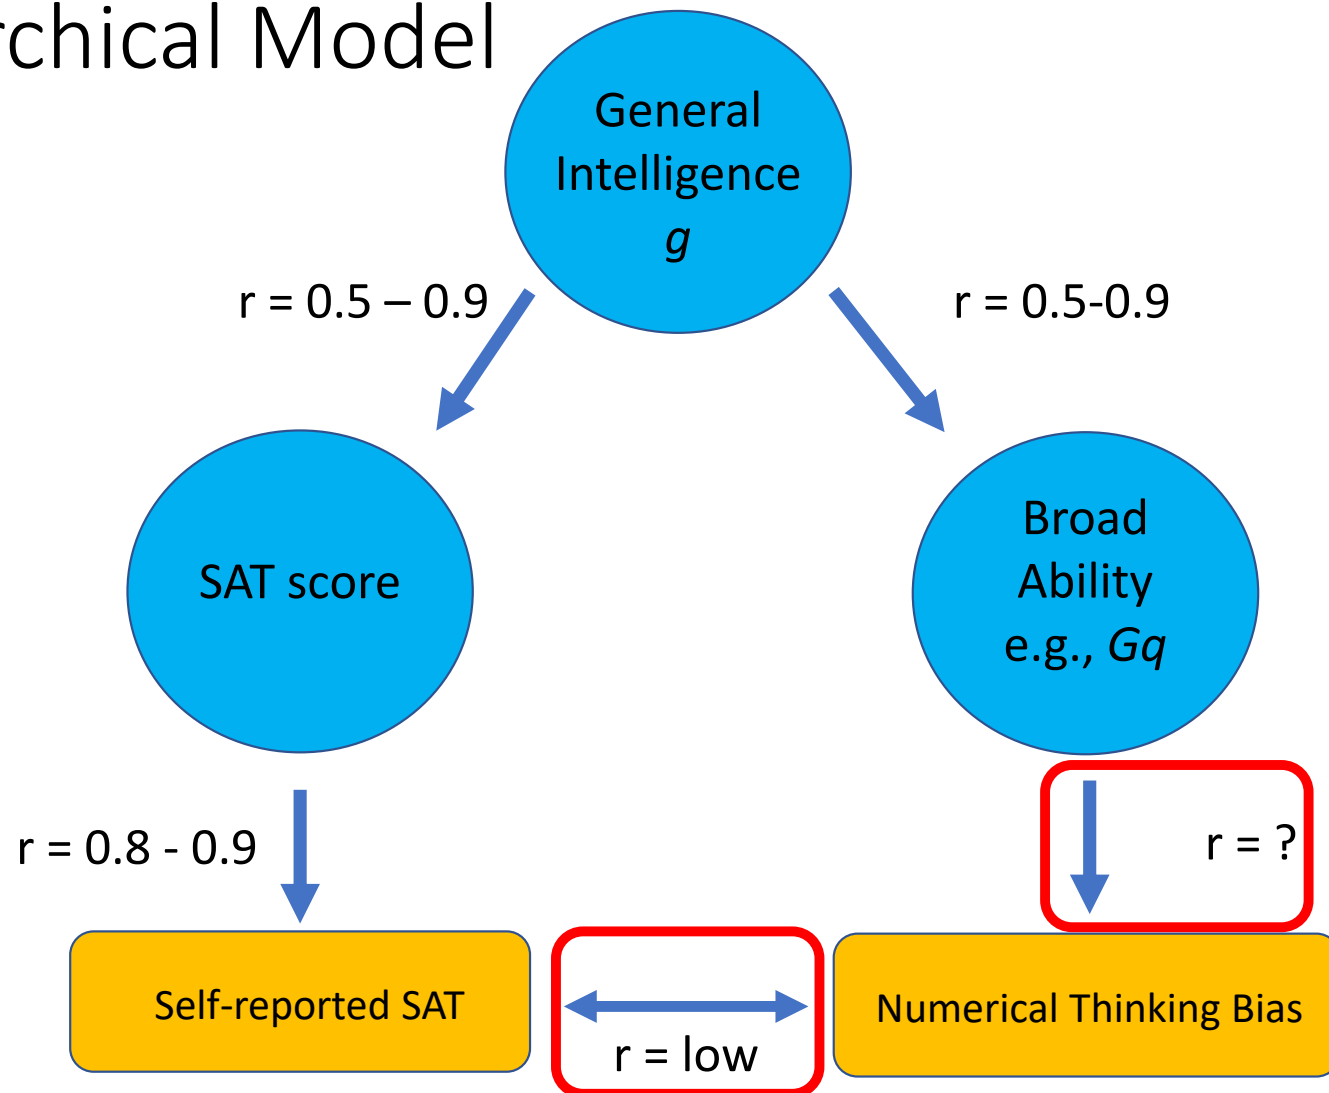 rchical Model
General
Intelligence
g
r = 0.5 – 0.9
r = 0.5-0.9
SAT score
Broad
Ability
e.g., Gq
r = 0.8 - 0.9
r = ?
Self-reported SAT
r = low
Numerical Thinking Bias